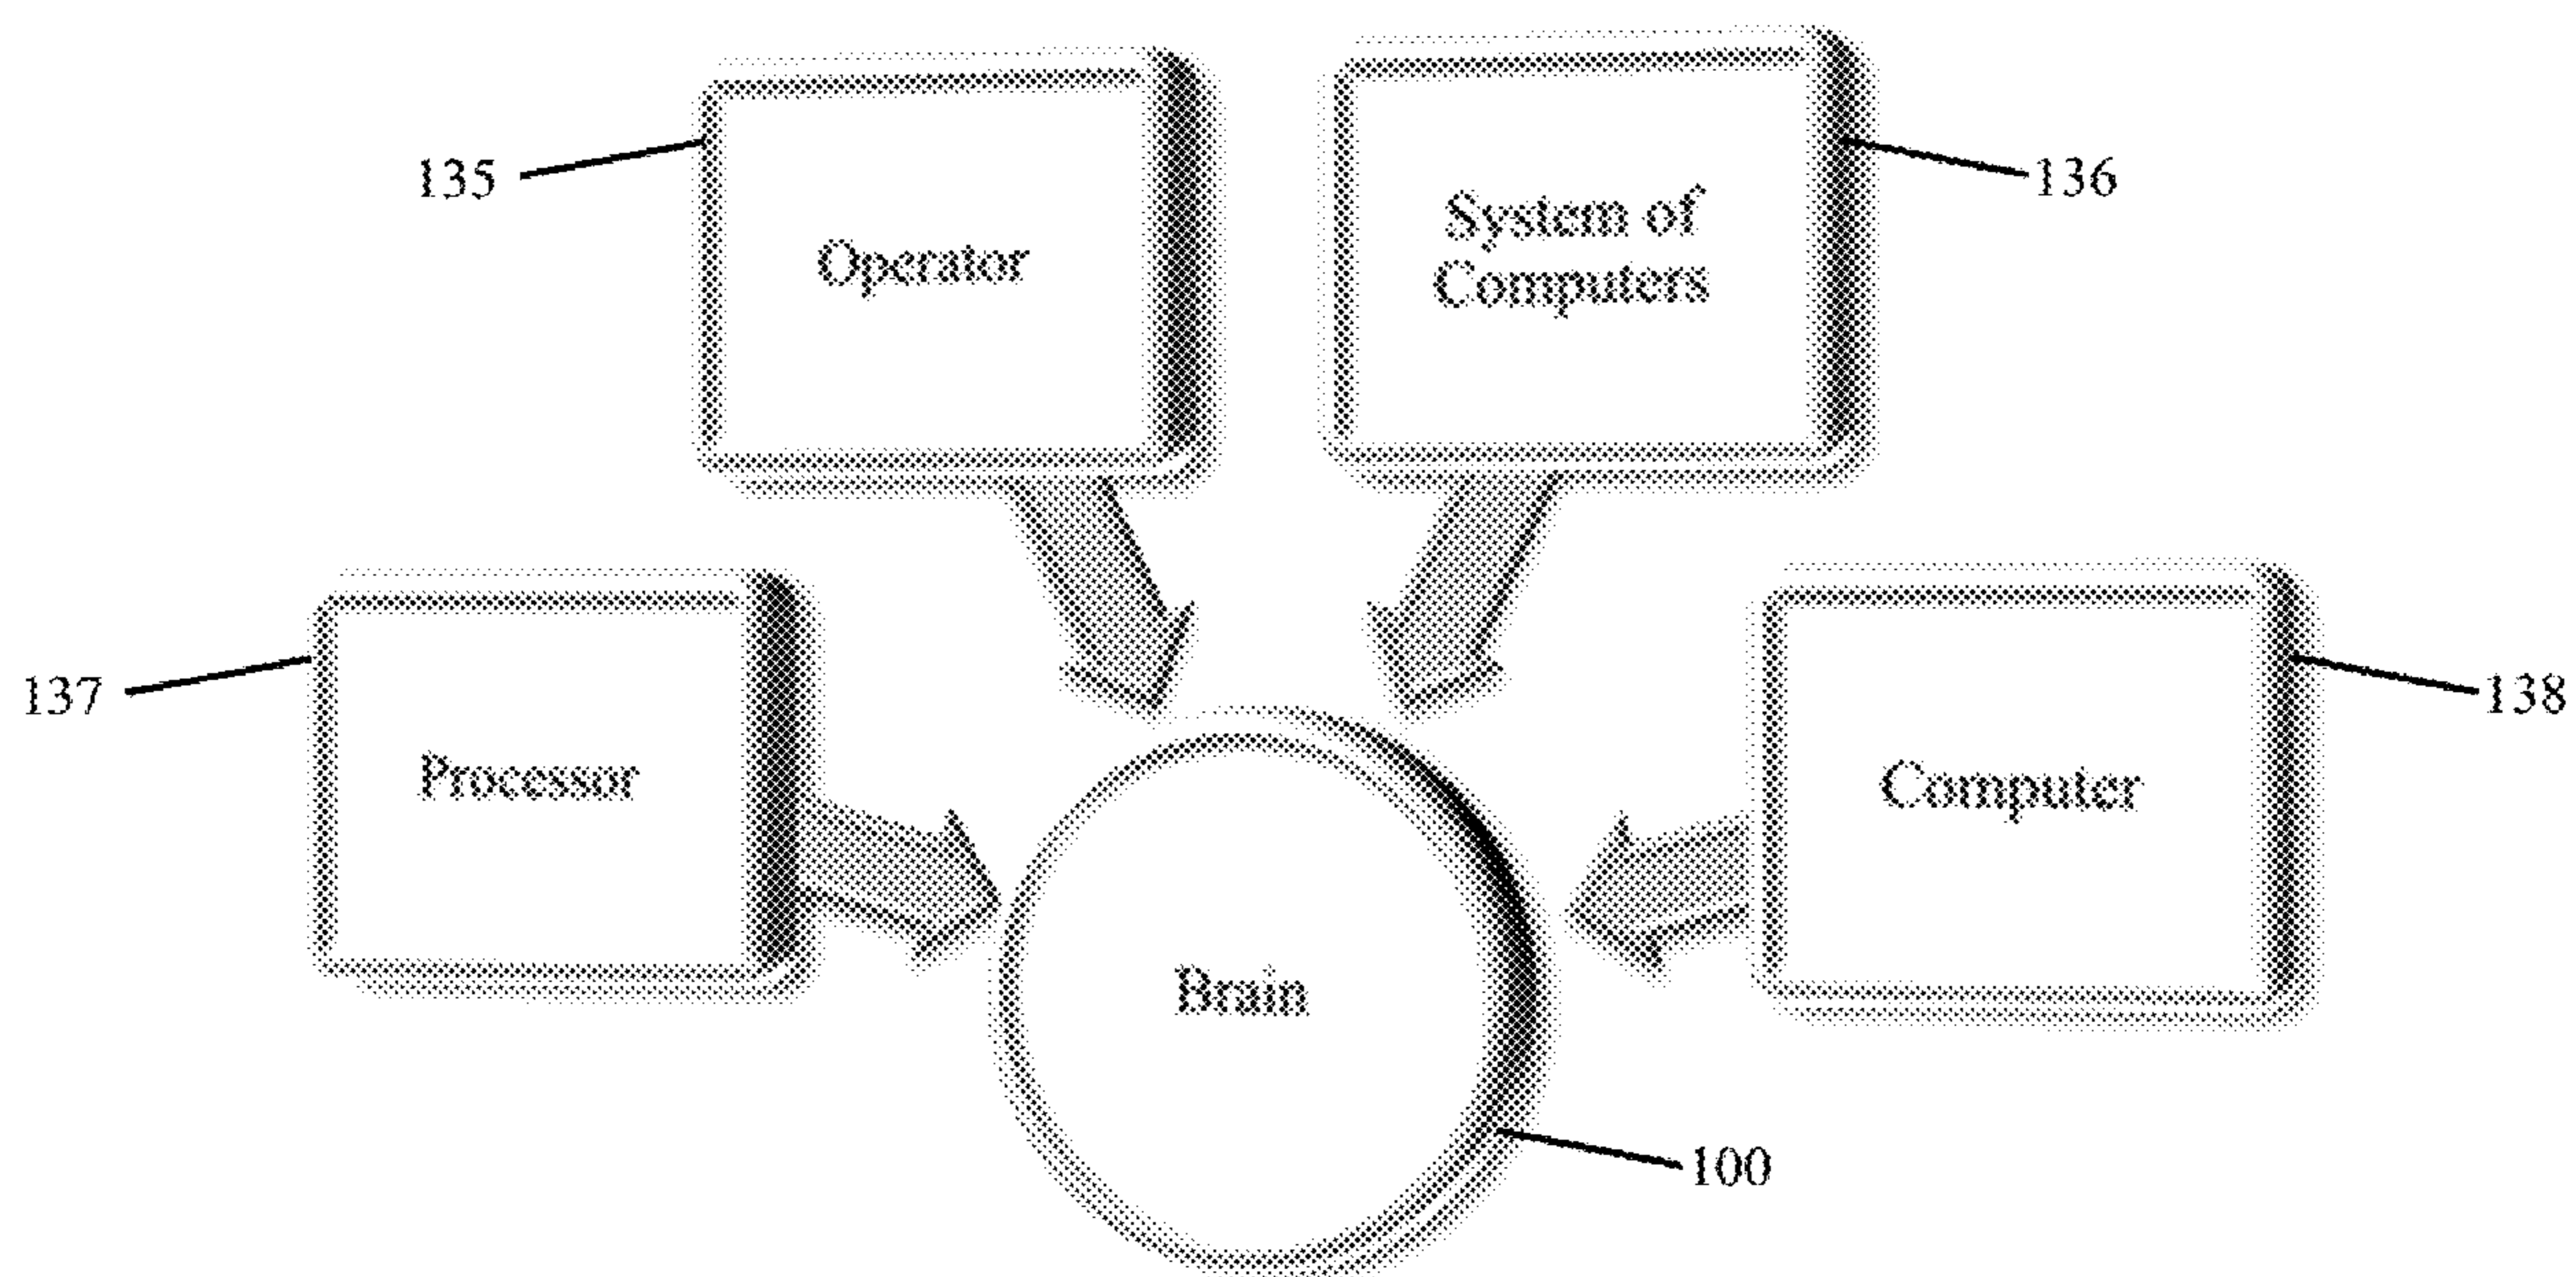 135
Operator
System of
Computers
136
137
Processor
Computer
138
Brain
100